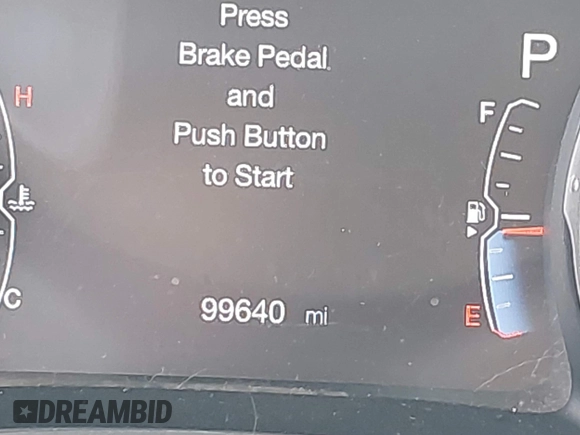 Press
Brake Pedal
and
Push Button
to Start
P
H
F
C
99640 mi
E
DREAMBID